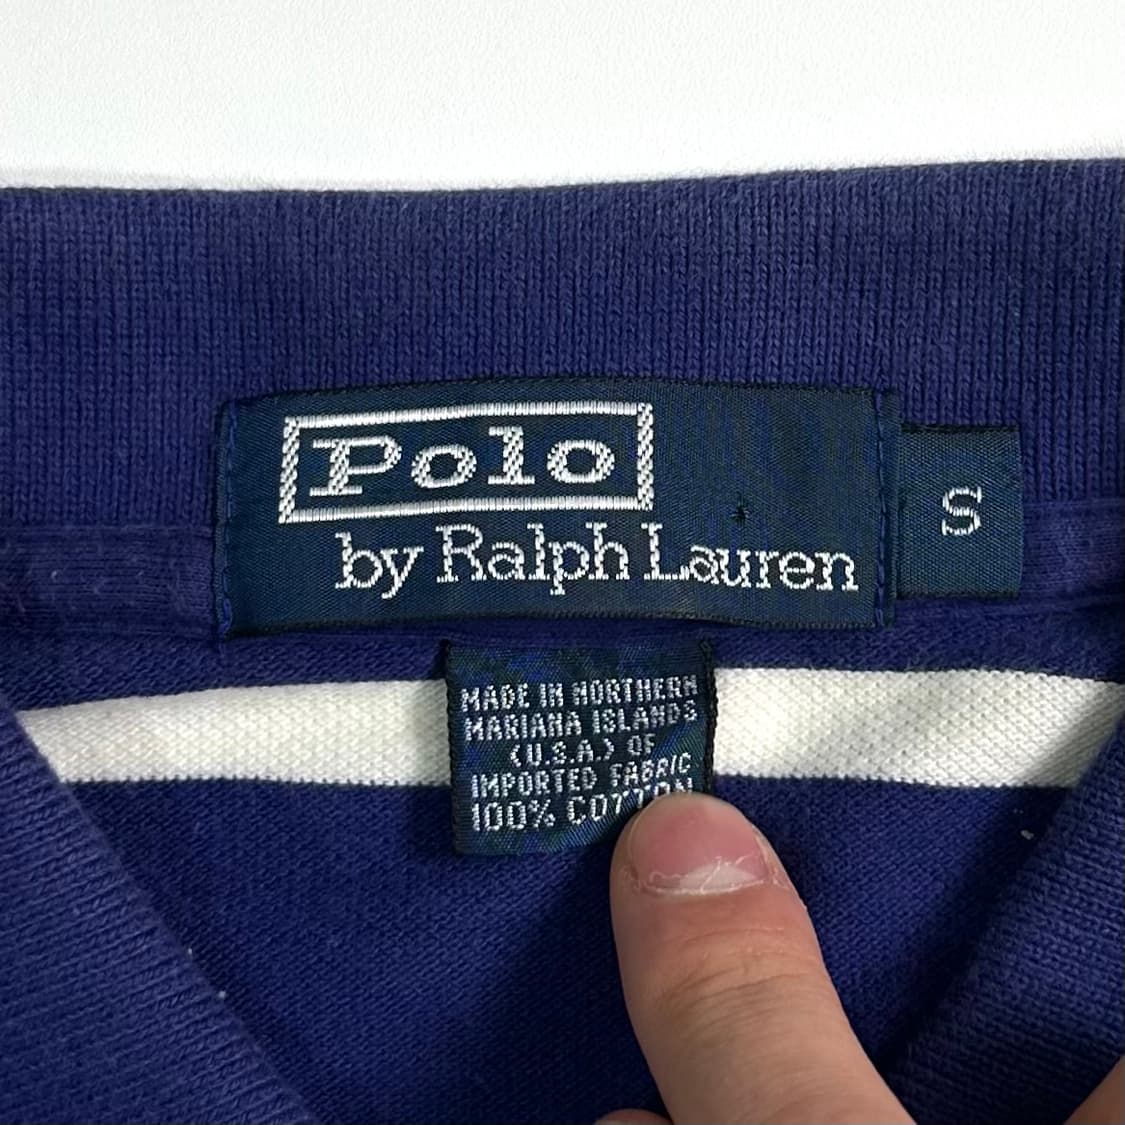 Polo
by Ralph Lauren
S
MADE IN NORTHERN
MARIANA ISLANDS
(U.S.A.) OF
IMPORTED FABRIC
100% COTTON